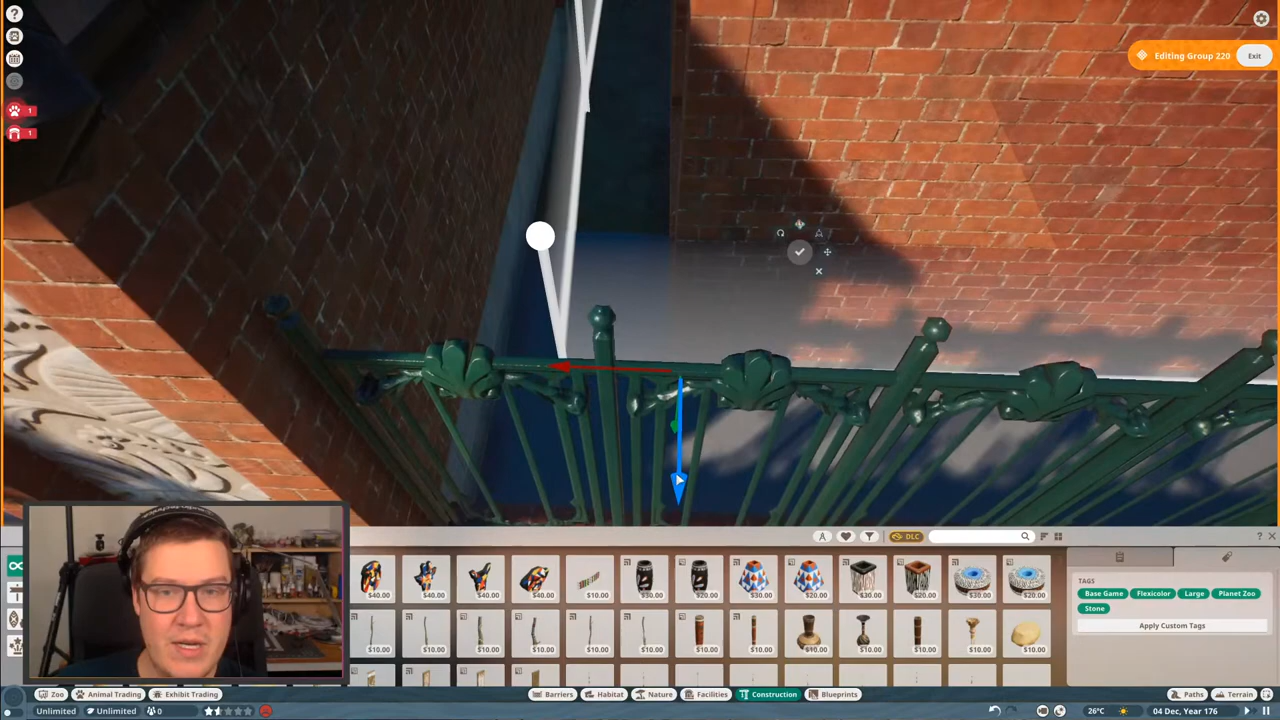 ?
Editing Group 220
Exit
1
1
DLC
?
$40.00
$40.00
$40.00
$40.00
$10.00
$30.00
$20.00
$30.00
$20.00
$30.00
$20.00
$30.00
$20.00
TAGS
Base Game
Flexicolor
Large
Planet Zoo
Stone
Apply Custom Tags
$10.00
$10.00
$10.00
$10.00
$10.00
$10.00
$10.00
$10.00
$10.00
$10.00
$10.00
$10.00
$10.00
Zoo
Animal Trading
Exhibit Trading
Barriers
Habitat
Nature
Facilities
Construction
Blueprints
Paths
Terrain
Unlimited
Unlimited
0
26°C
04 Dec, Year 176